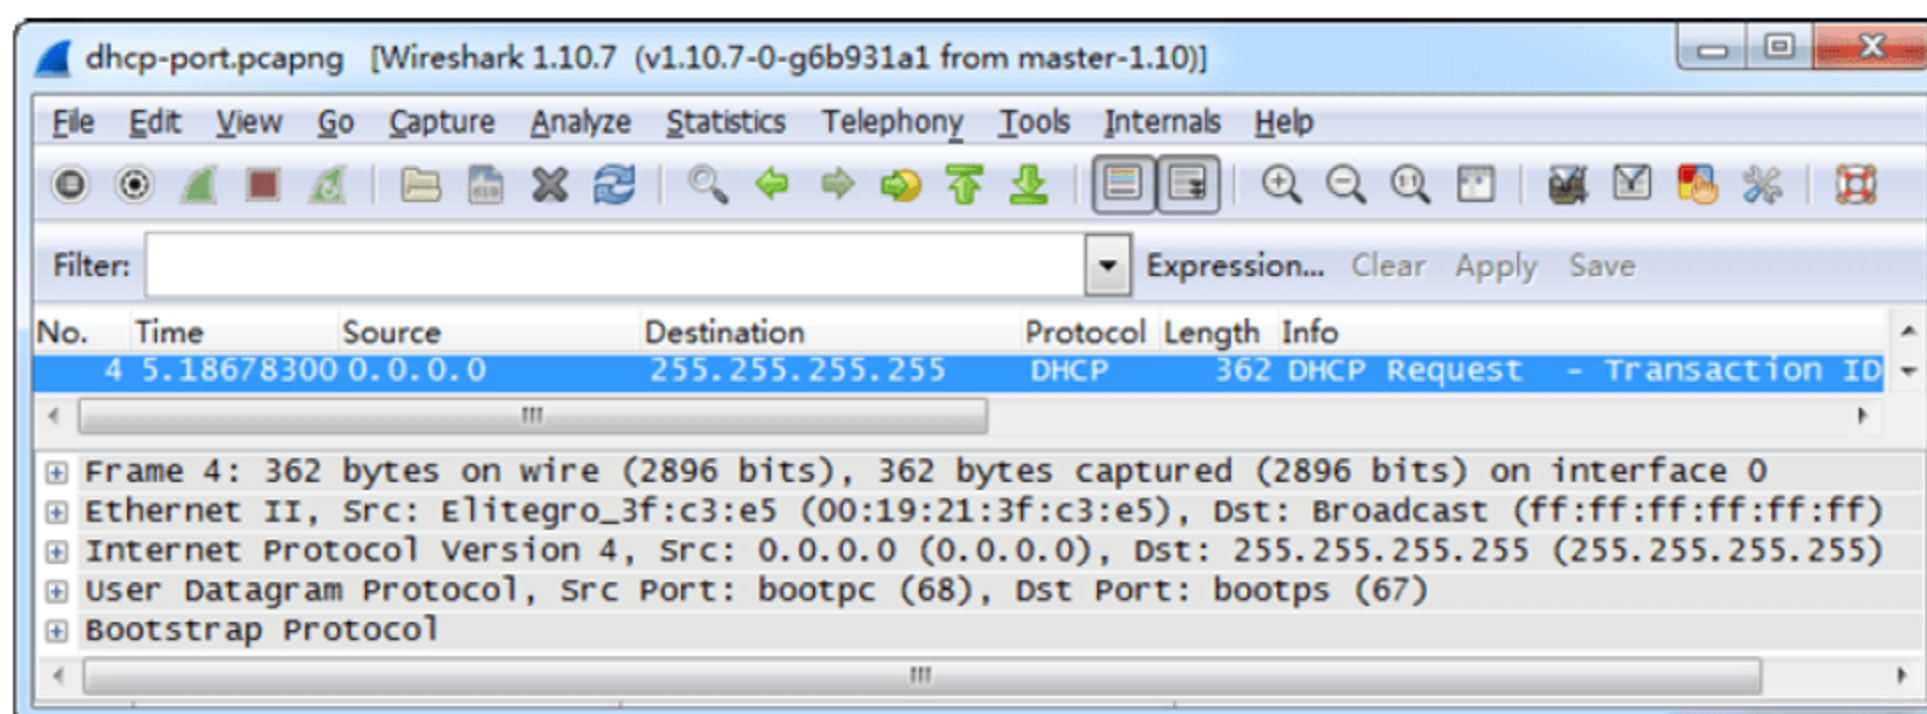 dhcp-port.pcapng [Wireshark 1.10.7 (v1.10.7-0-g6b931a1 from master-1.10)]
File Edit View Go Capture Analyze Statistics Telephony Tools Internals Help
Filter: Expression... Clear Apply Save
No. Time Source Destination Protocol Length Info
4 5.18678300 0.0.0.0 255.255.255.255 DHCP 362 DHCP Request - Transaction ID
Frame 4: 362 bytes on wire (2896 bits), 362 bytes captured (2896 bits) on interface 0
Ethernet II, Src: Elitegro_3f:c3:e5 (00:19:21:3f:c3:e5), Dst: Broadcast (ff:ff:ff:ff:ff:ff)
Internet Protocol Version 4, Src: 0.0.0.0 (0.0.0.0), Dst: 255.255.255.255 (255.255.255.255)
User Datagram Protocol, Src Port: bootpc (68), Dst Port: bootps (67)
Bootstrap Protocol